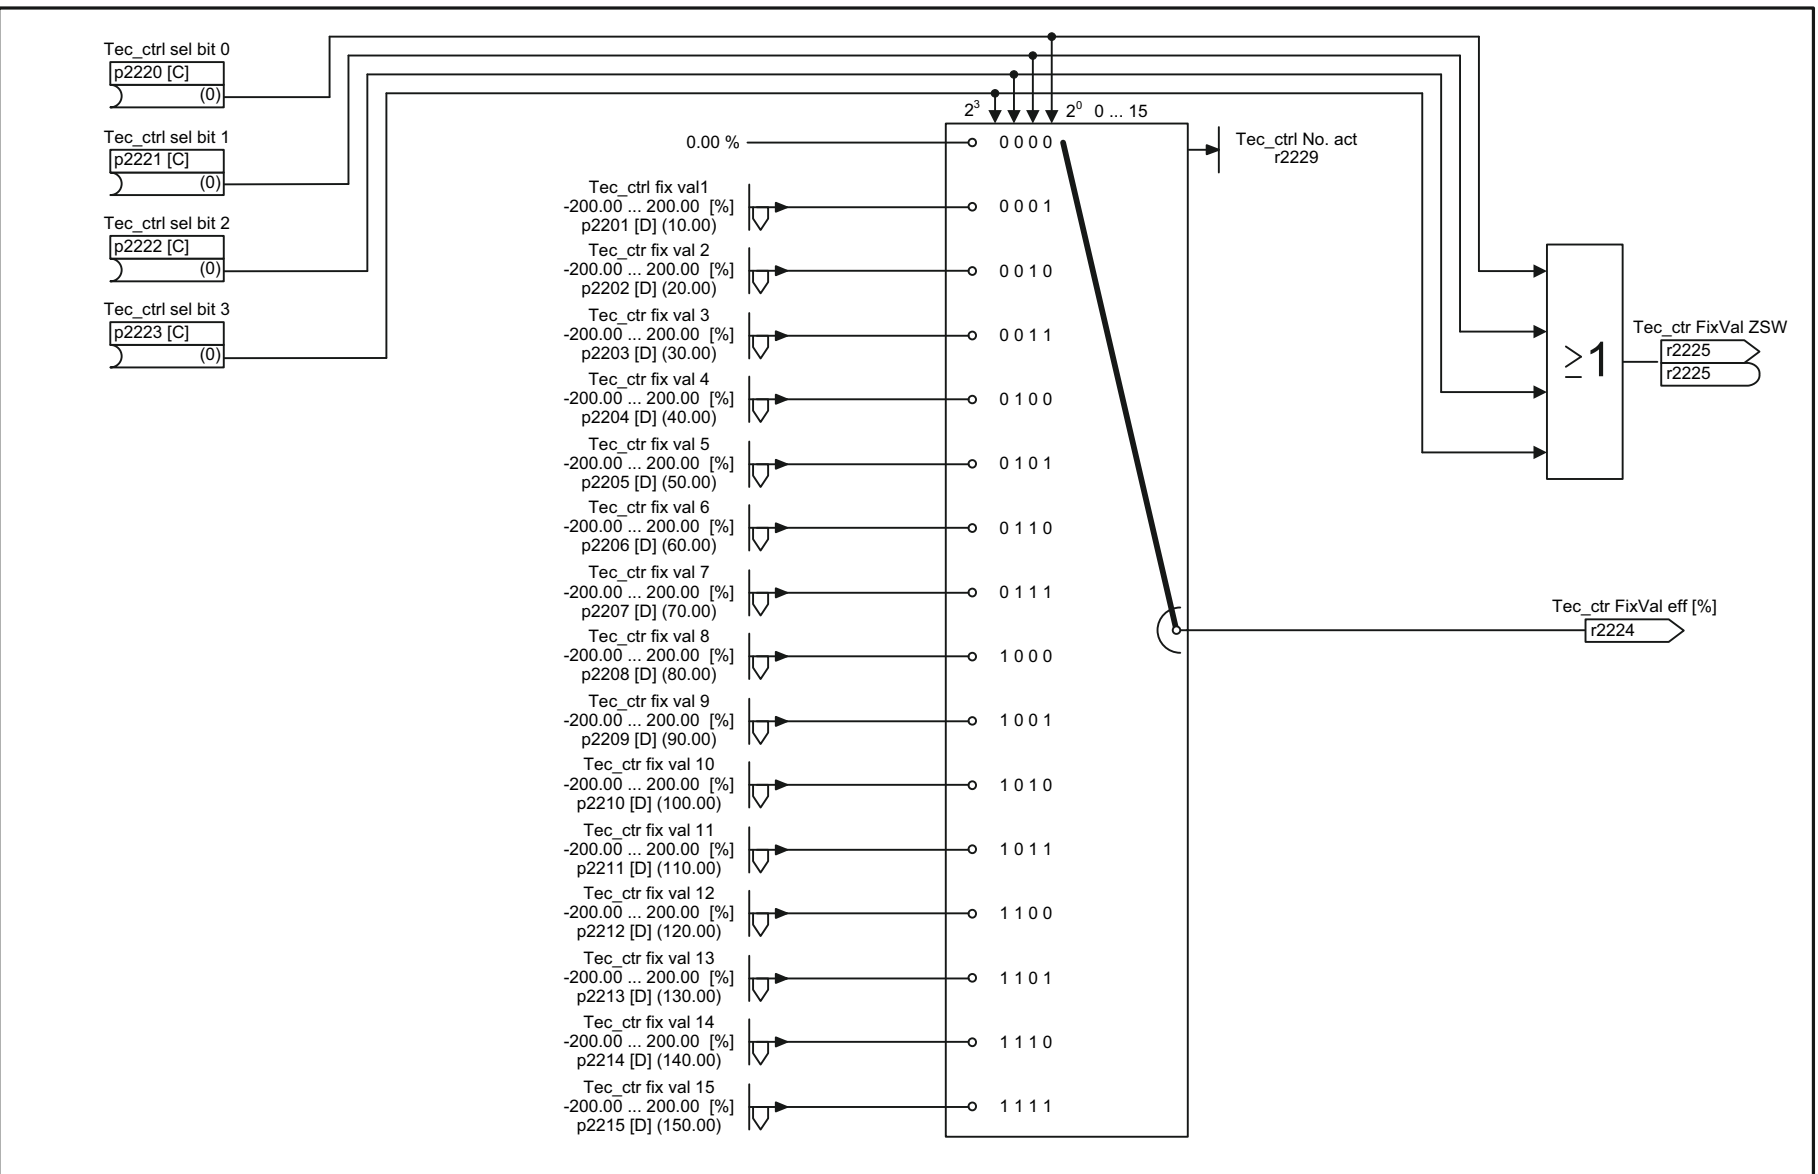 Tec_ctrl sel bit 0
p2220 [C]
(0)
Tec_ctrl sel bit 1
p2221 [C]
(0)
Tec_ctrl sel bit 2
p2222 [C]
(0)
Tec_ctrl sel bit 3
p2223 [C]
(0)
2³ 2⁰ 0 ... 15
0.00 % 0 0 0 0
Tec_ctrl No. act
r2229
Tec_ctrl fix val1
-200.00 ... 200.00 [%] 0 0 0 1
p2201 [D] (10.00)
Tec_ctr fix val 2
-200.00 ... 200.00 [%] 0 0 1 0
p2202 [D] (20.00)
Tec_ctr fix val 3
-200.00 ... 200.00 [%] 0 0 1 1
p2203 [D] (30.00)
Tec_ctr fix val 4
-200.00 ... 200.00 [%] 0 1 0 0
p2204 [D] (40.00)
Tec_ctr fix val 5
-200.00 ... 200.00 [%] 0 1 0 1
p2205 [D] (50.00)
Tec_ctr fix val 6
-200.00 ... 200.00 [%] 0 1 1 0
p2206 [D] (60.00)
Tec_ctr fix val 7
-200.00 ... 200.00 [%] 0 1 1 1
p2207 [D] (70.00)
Tec_ctr fix val 8
-200.00 ... 200.00 [%] 1 0 0 0
p2208 [D] (80.00)
Tec_ctr fix val 9
-200.00 ... 200.00 [%] 1 0 0 1
p2209 [D] (90.00)
Tec_ctr fix val 10
-200.00 ... 200.00 [%] 1 0 1 0
p2210 [D] (100.00)
Tec_ctr fix val 11
-200.00 ... 200.00 [%] 1 0 1 1
p2211 [D] (110.00)
Tec_ctr fix val 12
-200.00 ... 200.00 [%] 1 1 0 0
p2212 [D] (120.00)
Tec_ctr fix val 13
-200.00 ... 200.00 [%] 1 1 0 1
p2213 [D] (130.00)
Tec_ctr fix val 14
-200.00 ... 200.00 [%] 1 1 1 0
p2214 [D] (140.00)
Tec_ctr fix val 15
-200.00 ... 200.00 [%] 1 1 1 1
p2215 [D] (150.00)
≥1
Tec_ctr FixVal ZSW
r2225
r2225
Tec_ctr FixVal eff [%]
r2224